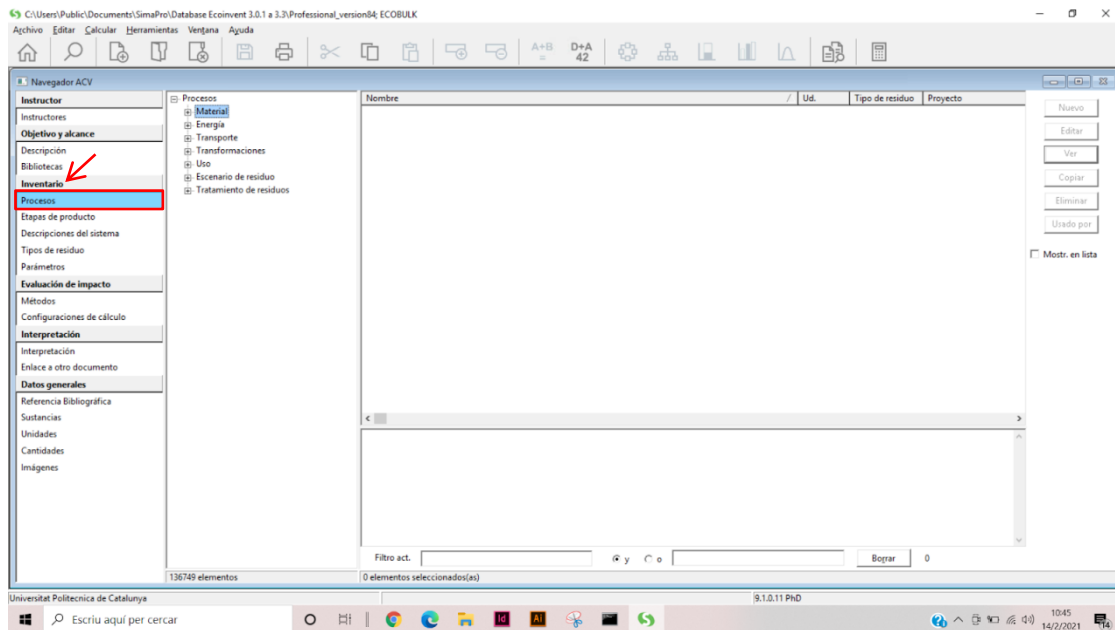 C:\Users\Public\Documents\SimaPro\Database Ecoinvent 3.0.1 a 3.3\Professional_version84; ECOBULK
Archivo Editar Calcular Herramientas Ventana Ayuda
A+B
=
D+A
42
Navegador ACV
Instructor
Instructores
Objetivo y alcance
Descripción
Bibliotecas
Inventario
Procesos
Etapas de producto
Descripciones del sistema
Tipos de residuo
Parámetros
Evaluación de impacto
Métodos
Configuraciones de cálculo
Interpretación
Interpretación
Enlace a otro documento
Datos generales
Referencia Bibliográfica
Sustancias
Unidades
Cantidades
Imágenes
Procesos
Material
Energía
Transporte
Transformaciones
Uso
Escenario de residuo
Tratamiento de residuos
136749 elementos
Nombre / Ud. Tipo de residuo Proyecto
Filtro act. y o Borrar 0
0 elementos seleccionados(as)
Nuevo
Editar
Ver
Copiar
Eliminar
Usado por
Mostr. en lista
Universitat Politecnica de Catalunya 9.1.0.11 PhD
Escriu aquí per cercar
Id
Ai
10:45
14/2/2021
14